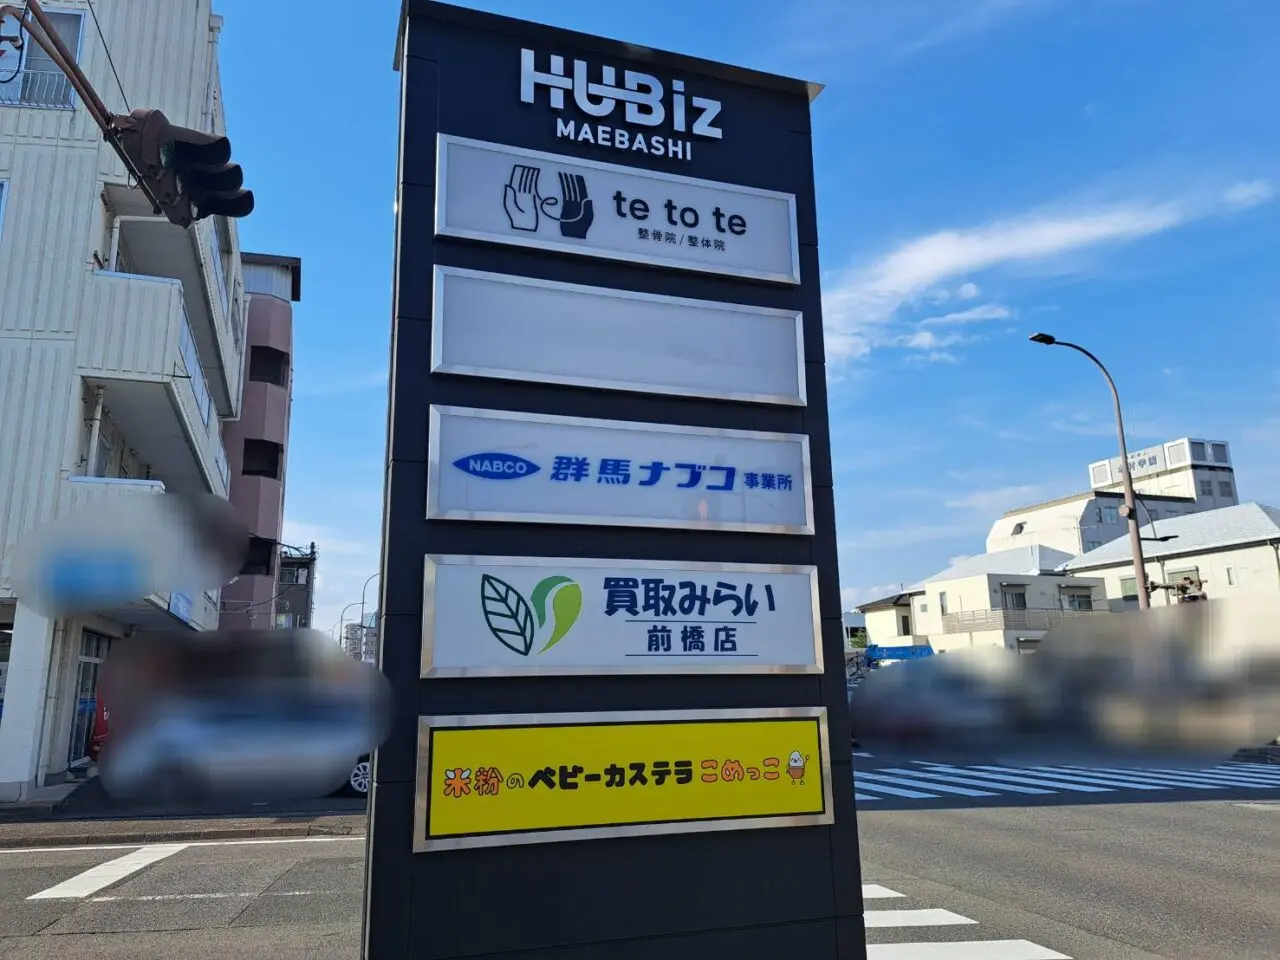 HUBiz
MAEBASHI
te to te
整骨院/整体院
NABCO 群馬ナブコ 事業所
買取みらい
前橋店
米粉のベビーカステラ こめっこ